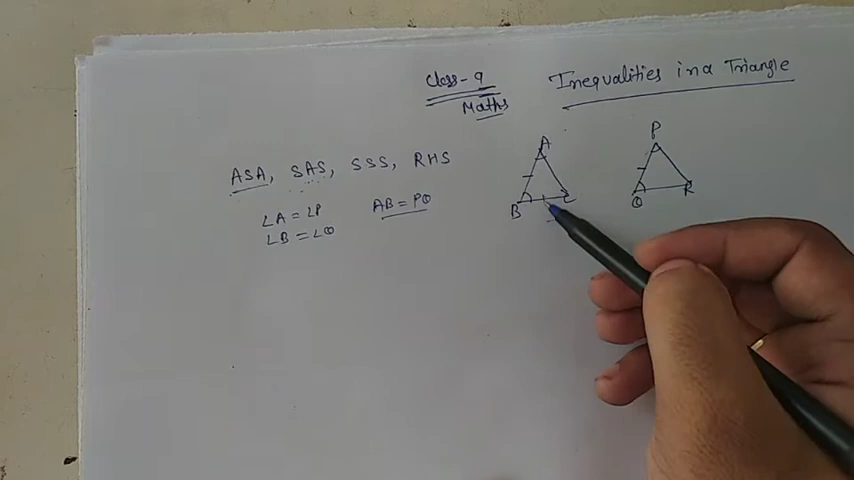 Class-9
Maths
Inequalities in a Triangle
ASA, SAS, SSS, RHS
∠A = ∠P
∠B = ∠Q
AB = PQ
A
B
C
P
Q
R